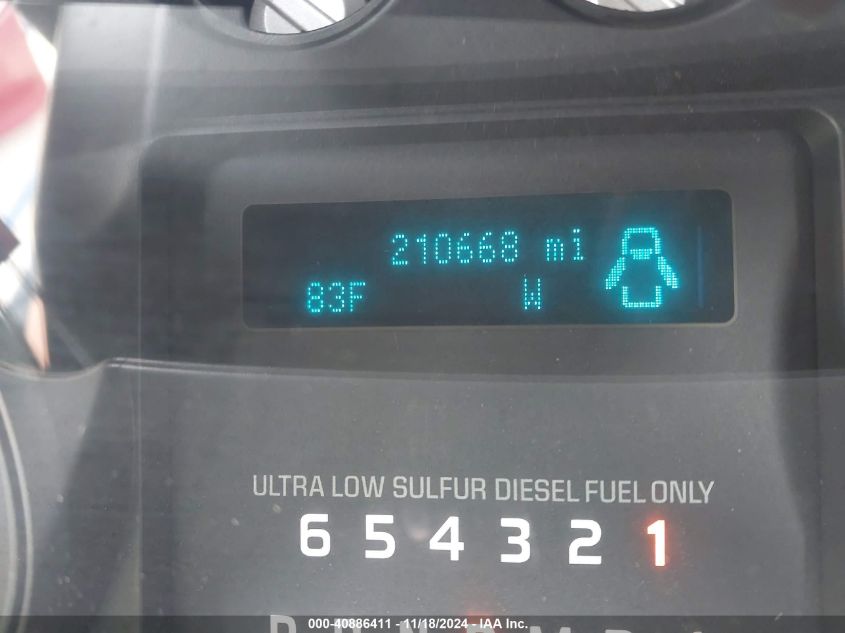 210668 mi
83F W
ULTRA LOW SULFUR DIESEL FUEL ONLY
6 5 4 3 2 1
000-40886411 - 11/18/2024 - IAA Inc.